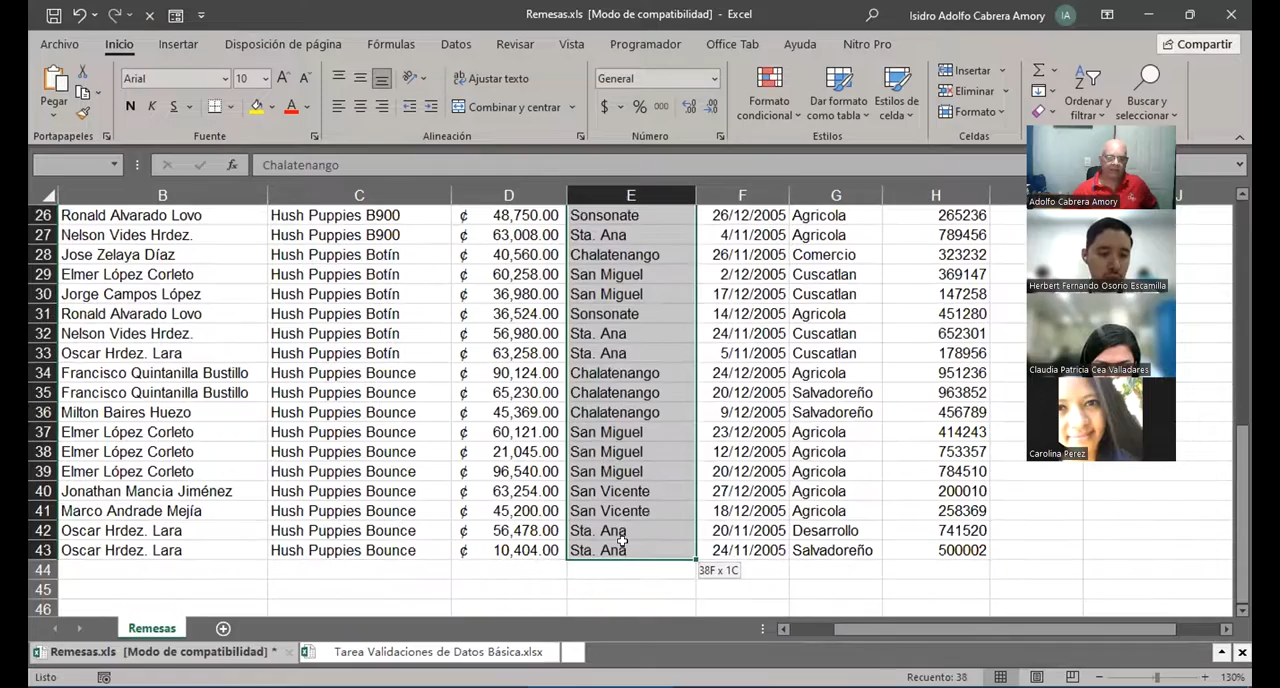 Remesas.xls [Modo de compatibilidad] - Excel
Isidro Adolfo Cabrera Amory IA
Archivo Inicio Insertar Disposición de página Fórmulas Datos Revisar Vista Programador Office Tab Ayuda Nitro Pro Compartir
Pegar Arial 10 Ajustar texto General Formato condicional Dar formato como tabla Estilos de celda Insertar Eliminar Formato Ordenar y filtrar Buscar y seleccionar
N K S Combinar y centrar $ % 000
Portapapeles Fuente Alineación Número Estilos Celdas
fx Chalatenango
B C D E F G H J
26 Ronald Alvarado Lovo Hush Puppies B900 ¢ 48,750.00 Sonsonate 26/12/2005 Agricola 265236
27 Nelson Vides Hrdez. Hush Puppies B900 ¢ 63,008.00 Sta. Ana 4/11/2005 Agricola 789456
28 Jose Zelaya Díaz Hush Puppies Botín ¢ 40,560.00 Chalatenango 26/11/2005 Comercio 323232
29 Elmer López Corleto Hush Puppies Botín ¢ 60,258.00 San Miguel 2/12/2005 Cuscatlan 369147
30 Jorge Campos López Hush Puppies Botín ¢ 36,980.00 San Miguel 17/12/2005 Cuscatlan 147258
31 Ronald Alvarado Lovo Hush Puppies Botín ¢ 36,524.00 Sonsonate 14/12/2005 Agricola 451280
32 Nelson Vides Hrdez. Hush Puppies Botín ¢ 56,980.00 Sta. Ana 24/11/2005 Cuscatlan 652301
33 Oscar Hrdez. Lara Hush Puppies Botín ¢ 63,258.00 Sta. Ana 5/11/2005 Cuscatlan 178956
34 Francisco Quintanilla Bustillo Hush Puppies Bounce ¢ 90,124.00 Chalatenango 24/12/2005 Agricola 951236
35 Francisco Quintanilla Bustillo Hush Puppies Bounce ¢ 65,230.00 Chalatenango 20/12/2005 Salvadoreño 963852
36 Milton Baires Huezo Hush Puppies Bounce ¢ 45,369.00 Chalatenango 9/12/2005 Salvadoreño 456789
37 Elmer López Corleto Hush Puppies Bounce ¢ 60,121.00 San Miguel 23/12/2005 Agricola 414243
38 Elmer López Corleto Hush Puppies Bounce ¢ 21,045.00 San Miguel 12/12/2005 Agricola 753357
39 Elmer López Corleto Hush Puppies Bounce ¢ 96,540.00 San Miguel 20/12/2005 Agricola 784510
40 Jonathan Mancia Jiménez Hush Puppies Bounce ¢ 63,254.00 San Vicente 27/12/2005 Agricola 200010
41 Marco Andrade Mejía Hush Puppies Bounce ¢ 45,200.00 San Vicente 18/12/2005 Agricola 258369
42 Oscar Hrdez. Lara Hush Puppies Bounce ¢ 56,478.00 Sta. Ana 20/11/2005 Desarrollo 741520
43 Oscar Hrdez. Lara Hush Puppies Bounce ¢ 10,404.00 Sta. Ana 24/11/2005 Salvadoreño 500002
44
38F x 1C
45
46
Adolfo Cabrera Amory
Herbert Fernando Osorio Escamilla
Claudia Patricia Cea Valladares
Carolina Perez
Remesas
Remesas.xls [Modo de compatibilidad] * Tarea Validaciones de Datos Básica.xlsx
Listo Recuento: 38 130%